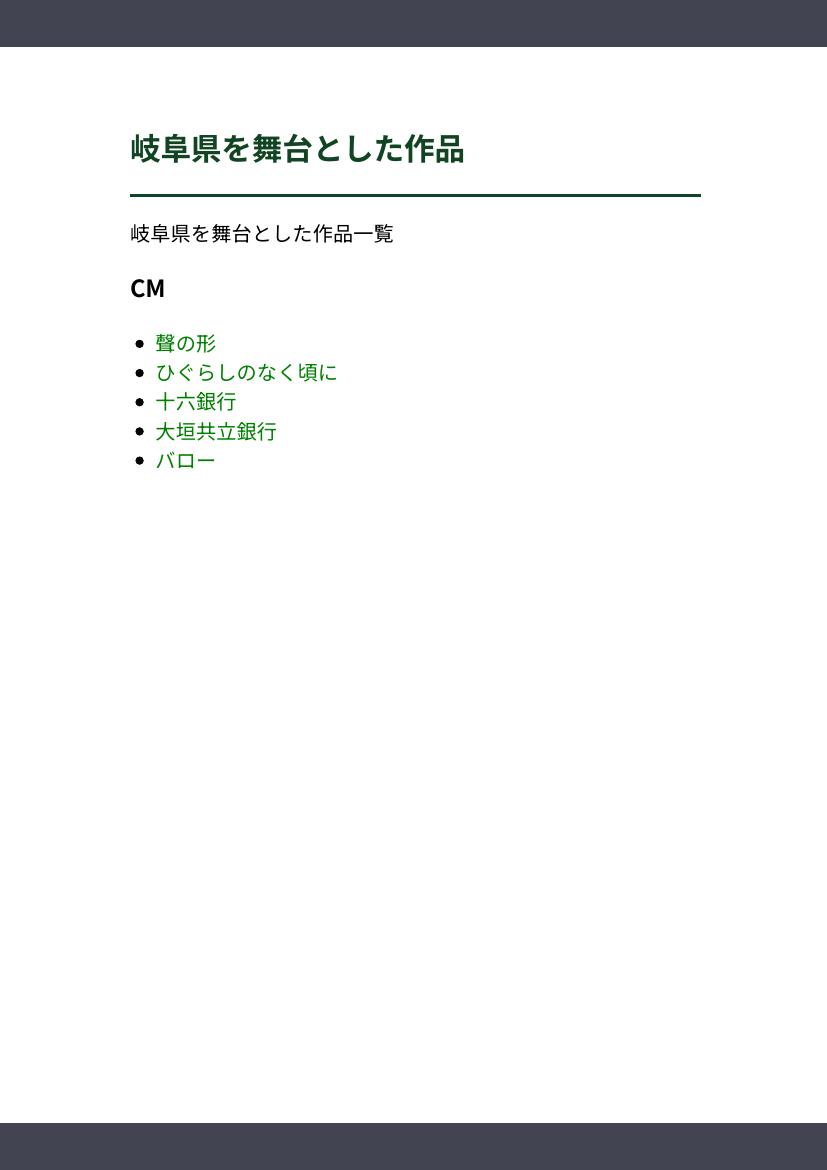 岐阜県を舞台とした作品
岐阜県を舞台とした作品一覧
CM
聲の形
ひぐらしのなく頃に
十六銀行
大垣共立銀行
バロー